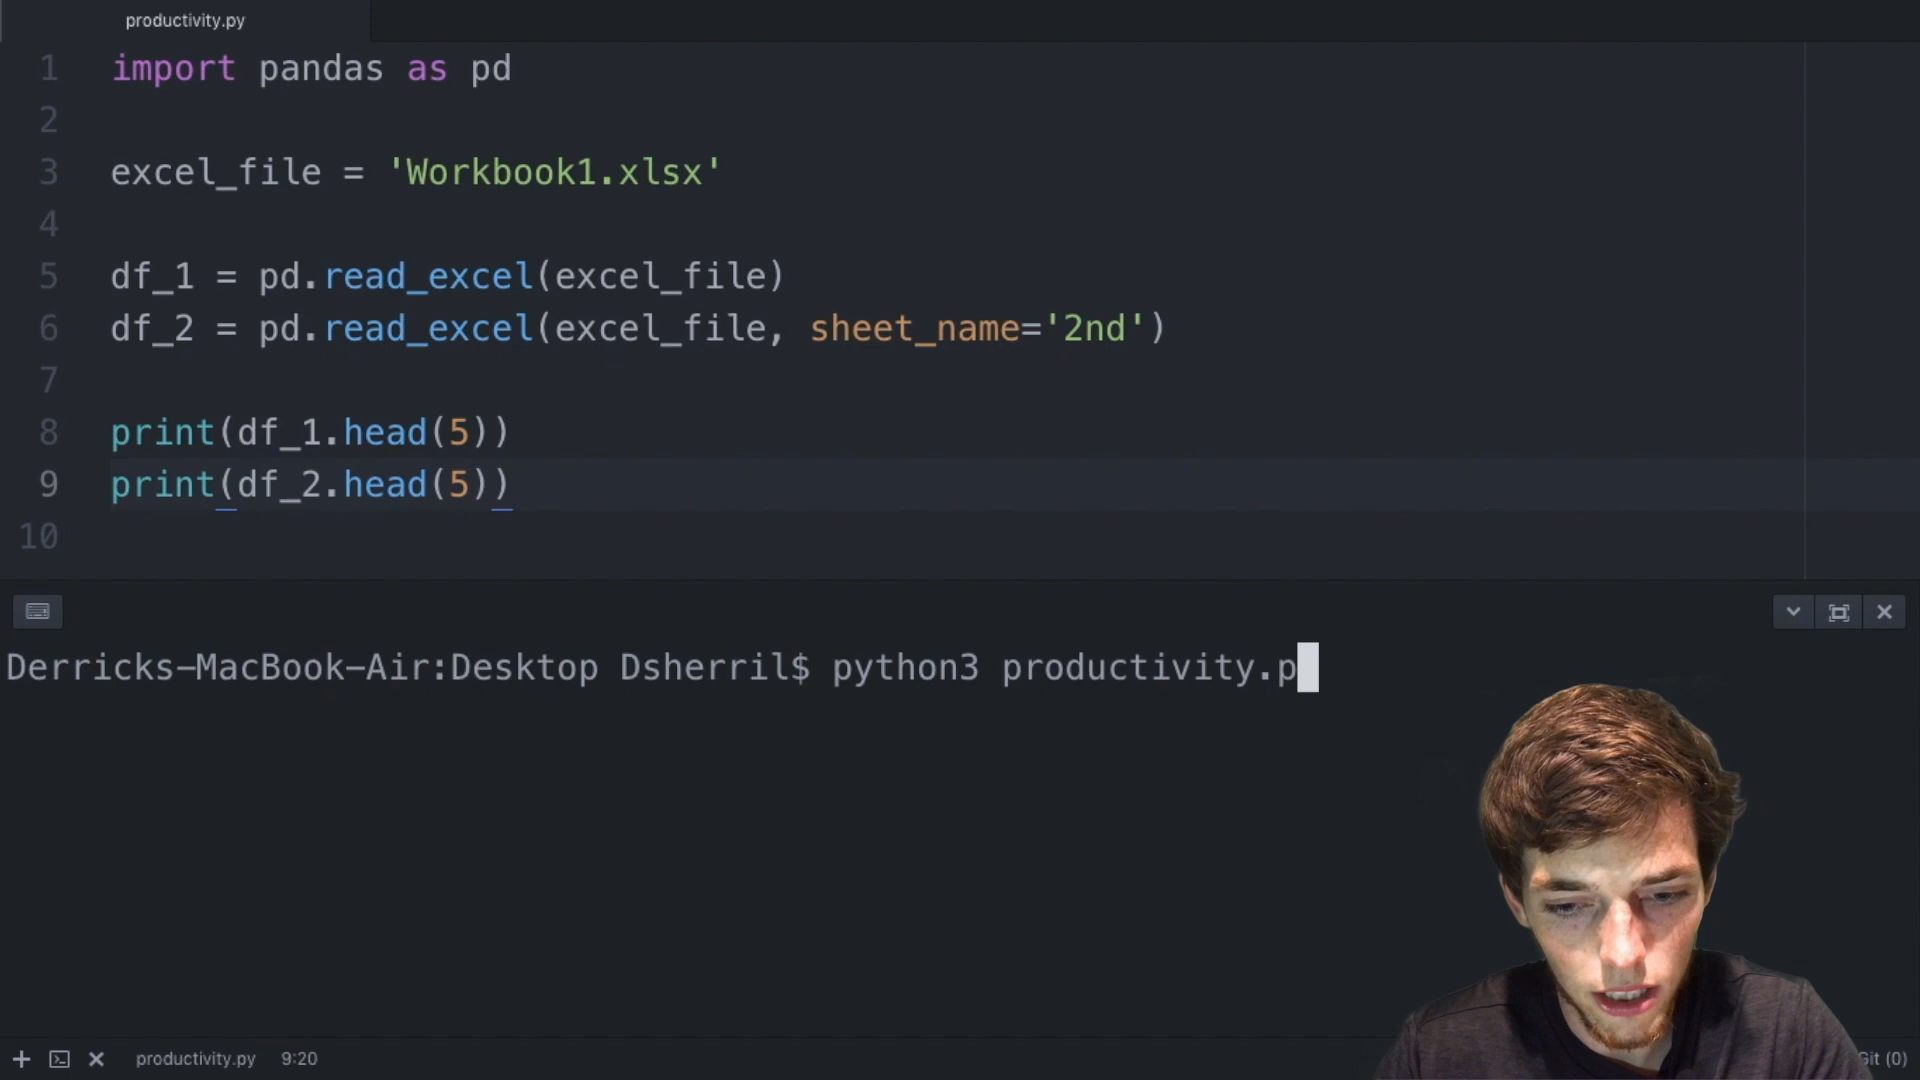 productivity.py
1 import pandas as pd
2
3 excel_file = 'Workbook1.xlsx'
4
5 df_1 = pd.read_excel(excel_file)
6 df_2 = pd.read_excel(excel_file, sheet_name='2nd')
7
8 print(df_1.head(5))
9 print(df_2.head(5))
10
Derricks-MacBook-Air:Desktop Dsherril$ python3 productivity.p
productivity.py 9:20 Git (0)